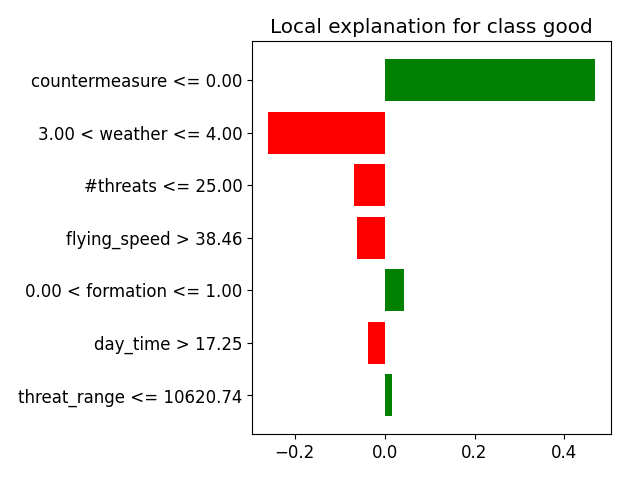 Local explanation for class good
countermeasure <= 0.00
3.00 < weather <= 4.00
#threats <= 25.00
flying_speed > 38.46
0.00 < formation <= 1.00
day_time > 17.25
threat_range <= 10620.74
−0.2 0.0 0.2 0.4